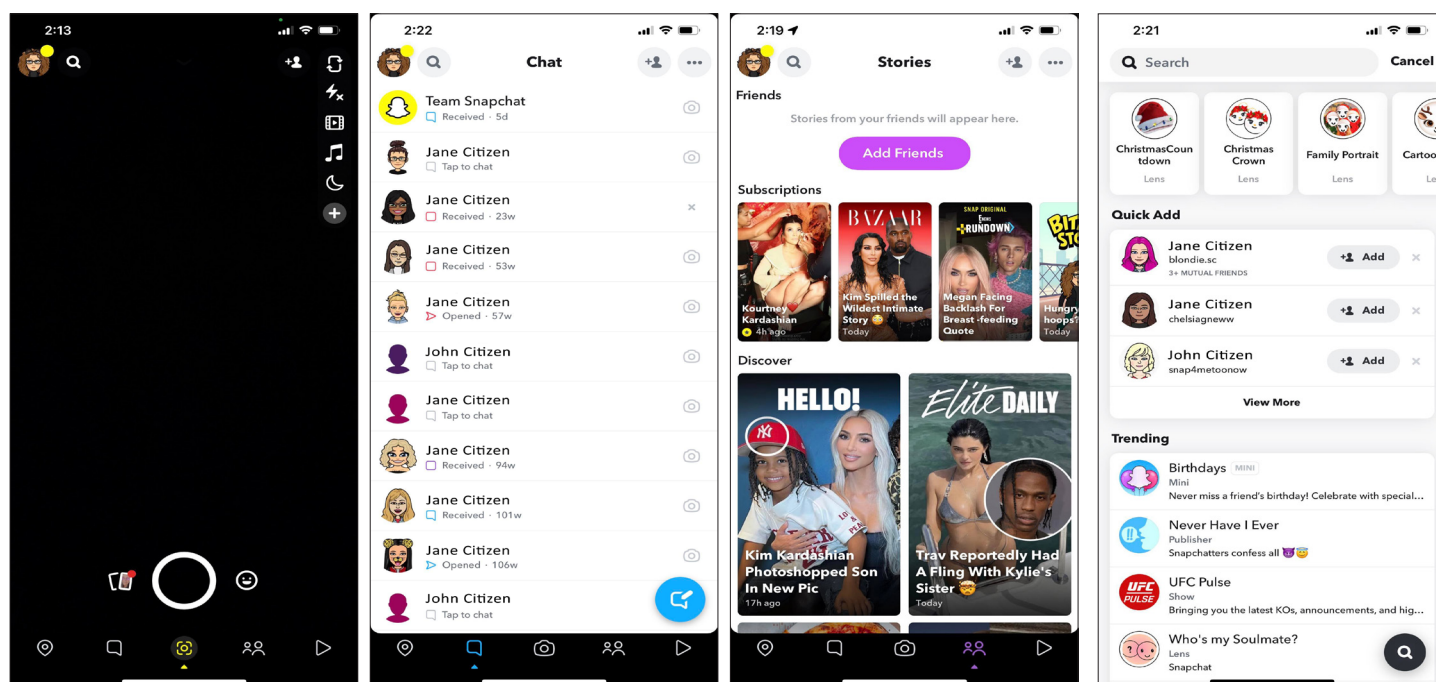 2:13
2:22
Chat
Team Snapchat
Received · 5d
Jane Citizen
Tap to chat
Jane Citizen
Received · 23w
Jane Citizen
Received · 53w
Jane Citizen
Opened · 57w
John Citizen
Tap to chat
Jane Citizen
Tap to chat
Jane Citizen
Received · 94w
Jane Citizen
Received · 101w
Jane Citizen
Opened · 106w
John Citizen
Tap to chat
2:19
Stories
Friends
Stories from your friends will appear here.
Add Friends
Subscriptions
Kourtney
Kardashian
4h ago
BAZAAR
Kim Spilled the
Wildest Intimate
Story 😳
Today
SNAP ORIGINAL
E! NEWS
THE RUNDOWN
Megan Facing
Backlash For
Breast -feeding
Quote
Hungry
hoops?
Today
Discover
HELLO!
Kim Kardashian
Photoshopped Son
In New Pic
17h ago
Elite DAILY
Trav Reportedly Had
A Fling With Kylie's
Sister 🤯
Today
2:21
Search
Cancel
ChristmasCoun
tdown
Lens
Christmas
Crown
Lens
Family Portrait
Lens
Cartoo
Le
Quick Add
Jane Citizen
blondie.sc
3+ MUTUAL FRIENDS
+ Add
Jane Citizen
chelsiagneww
+ Add
John Citizen
snap4metoonow
+ Add
View More
Trending
Birthdays MINI
Mini
Never miss a friend's birthday! Celebrate with special...
Never Have I Ever
Publisher
Snapchatters confess all 😈😇
UFC PULSE
UFC Pulse
Show
Bringing you the latest KOs, announcements, and hig...
Who's my Soulmate?
Lens
Snapchat